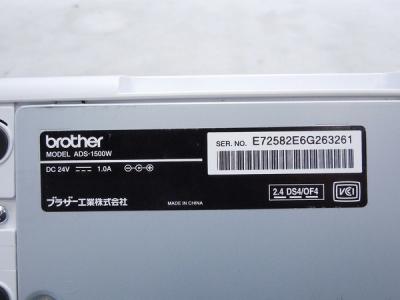 brother
MODEL ADS-1500W
SER. NO. E72582E6G263261
DC 24V 1.0A
2.4 DS4/OF4
VCI
ブラザー工業株式会社
MADE IN CHINA